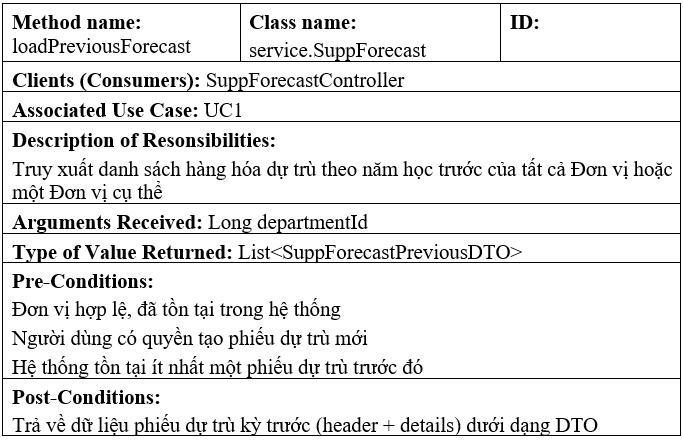 Method name:
loadPreviousForecast
Class name:
service.SuppForecast
ID:
Clients (Consumers): SuppForecastController
Associated Use Case: UC1
Description of Resonsibilities:
Truy xuất danh sách hàng hóa dự trù theo năm học trước của tất cả Đơn vị hoặc
một Đơn vị cụ thể
Arguments Received: Long departmentId
Type of Value Returned: List<SuppForecastPreviousDTO>
Pre-Conditions:
Đơn vị hợp lệ, đã tồn tại trong hệ thống
Người dùng có quyền tạo phiếu dự trù mới
Hệ thống tồn tại ít nhất một phiếu dự trù trước đó
Post-Conditions:
Trả về dữ liệu phiếu dự trù kỳ trước (header + details) dưới dạng DTO